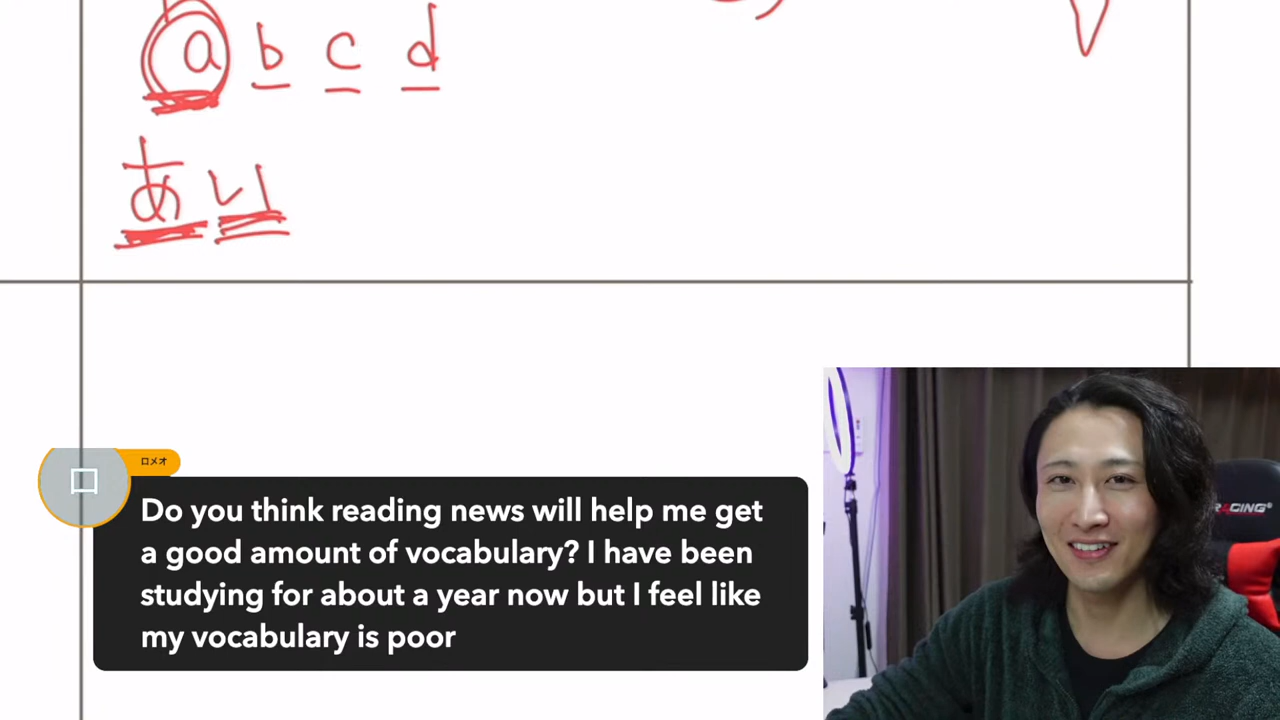 a b c d
あ い
ロメオ
ロ
Do you think reading news will help me get
a good amount of vocabulary? I have been
studying for about a year now but I feel like
my vocabulary is poor